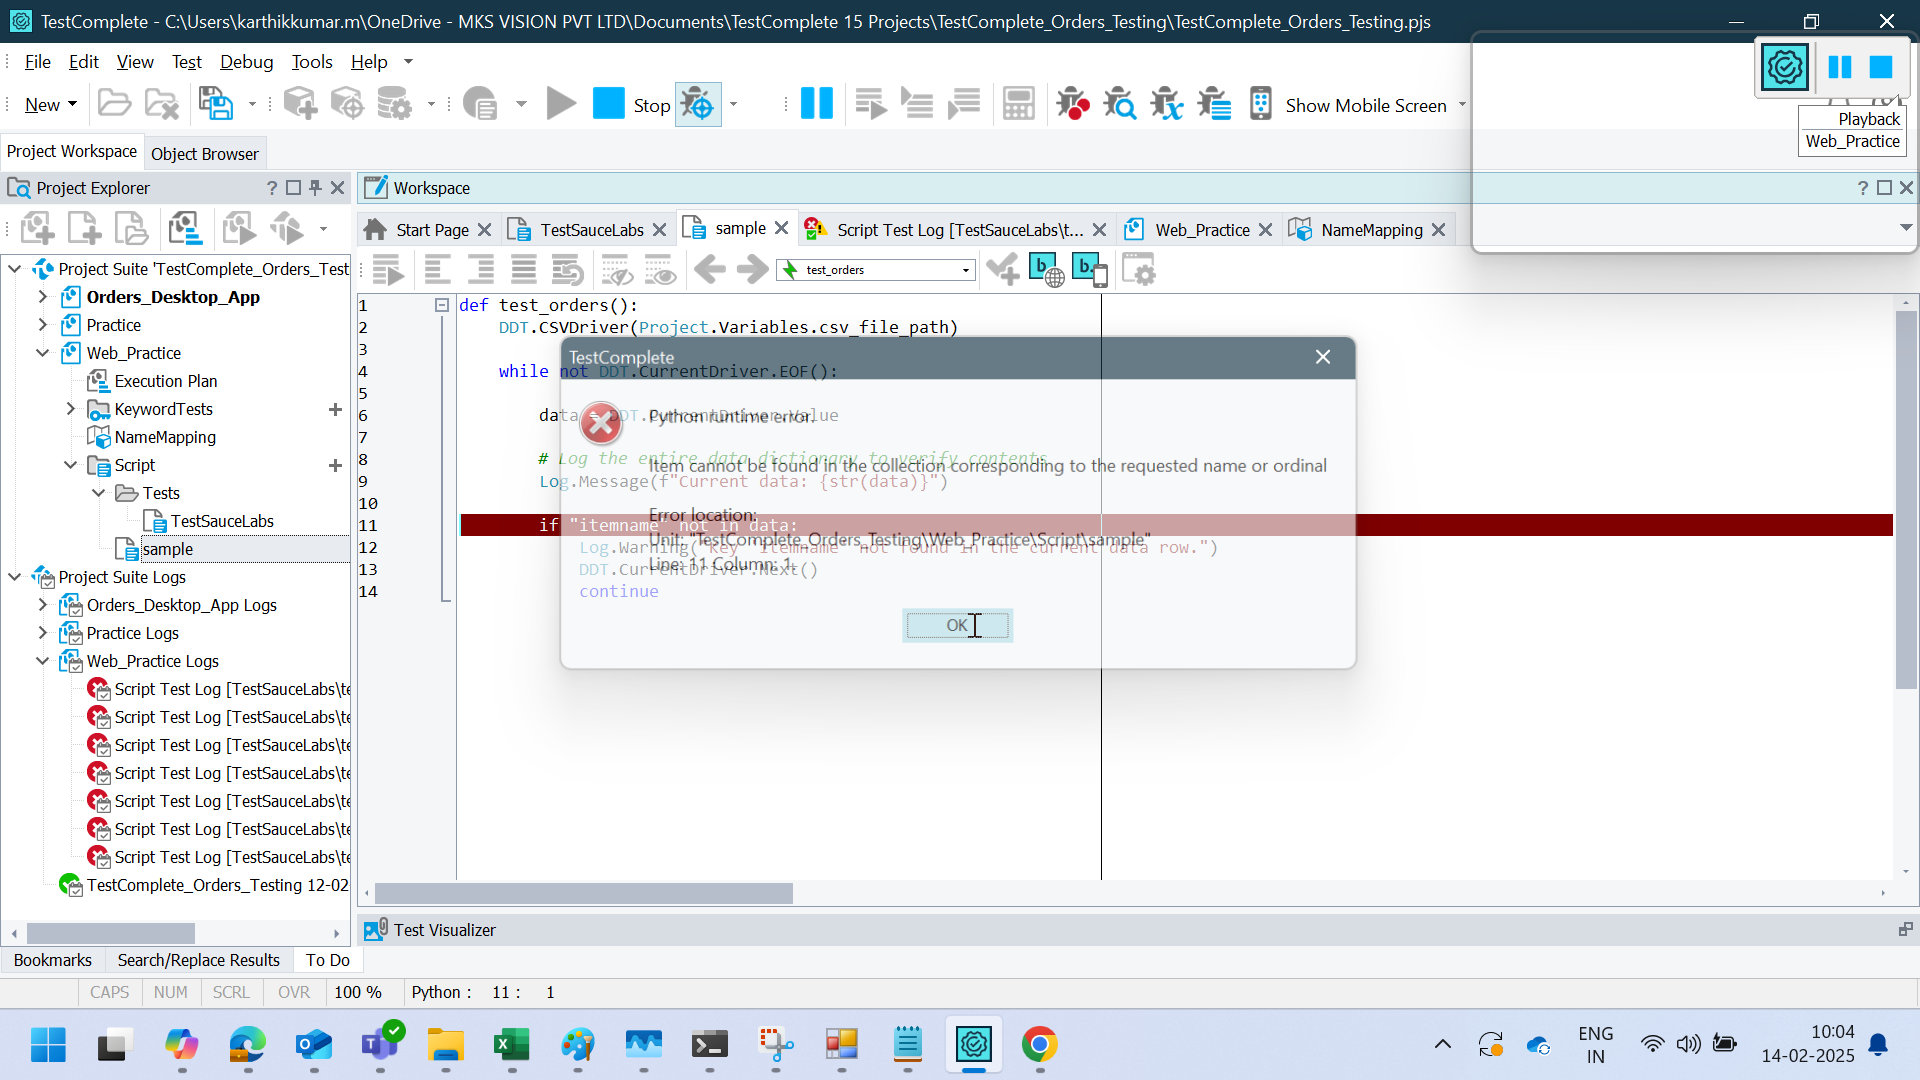 TestComplete - C:\Users\karthikkumar.m\OneDrive - MKS VISION PVT LTD\Documents\TestComplete 15 Projects\TestComplete_Orders_Testing\TestComplete_Orders_Testing.pjs
File Edit View Test Debug Tools Help
New Stop Show Mobile Screen
Playback
Web_Practice
Project Workspace Object Browser
Project Explorer ?
Workspace ?
Start Page TestSauceLabs sample Script Test Log [TestSauceLabs\t... Web_Practice NameMapping
test_orders
Project Suite 'TestComplete_Orders_Test
Orders_Desktop_App
Practice
Web_Practice
Execution Plan
KeywordTests
NameMapping
Script
Tests
TestSauceLabs
sample
Project Suite Logs
Orders_Desktop_App Logs
Practice Logs
Web_Practice Logs
Script Test Log [TestSauceLabs\te
Script Test Log [TestSauceLabs\te
Script Test Log [TestSauceLabs\te
Script Test Log [TestSauceLabs\te
Script Test Log [TestSauceLabs\te
Script Test Log [TestSauceLabs\te
Script Test Log [TestSauceLabs\te
TestComplete_Orders_Testing 12-02
1 def test_orders():
2 DDT.CSVDriver(Project.Variables.csv_file_path)
3
4 while not DDT.CurrentDriver.EOF():
5
6 data DDT.CurrentDriver.Value
7
8 # Log the entire data dictionary to verify contents
9 Log.Message(f"Current data: {str(data)}")
10
11 if "itemname" not in data:
12 Log.Warning("Key 'itemname' not found in the current data row.")
13 DDT.CurrentDriver.Next()
14 continue
TestComplete
Python runtime error.
Item cannot be found in the collection corresponding to the requested name or ordinal
Error location:
Unit: "TestComplete_Orders_Testing\Web_Practice\Script\sample"
Line: 11 Column: 1.
OK
Test Visualizer
Bookmarks Search/Replace Results To Do
CAPS NUM SCRL OVR 100 % Python : 11 : 1
ENG
IN
10:04
14-02-2025